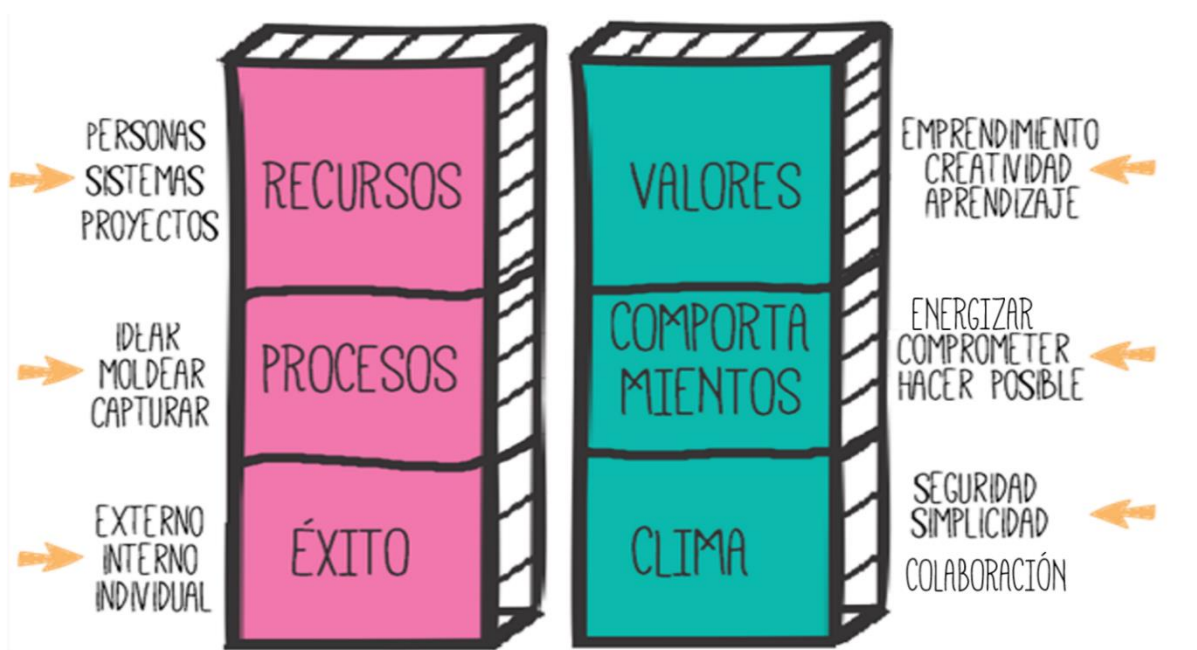 PERSONAS
SISTEMAS
PROYECTOS
RECURSOS
VALORES
EMPRENDIMIENTO
CREATIVIDAD
APRENDIZAJE
IDEAR
MOLDEAR
CAPTURAR
PROCESOS
COMPORTA
MIENTOS
ENERGIZAR
COMPROMETER
HACER POSIBLE
EXTERNO
INTERNO
INDIVIDUAL
ÉXITO
CLIMA
SEGURIDAD
SIMPLICIDAD
COLABORACIÓN